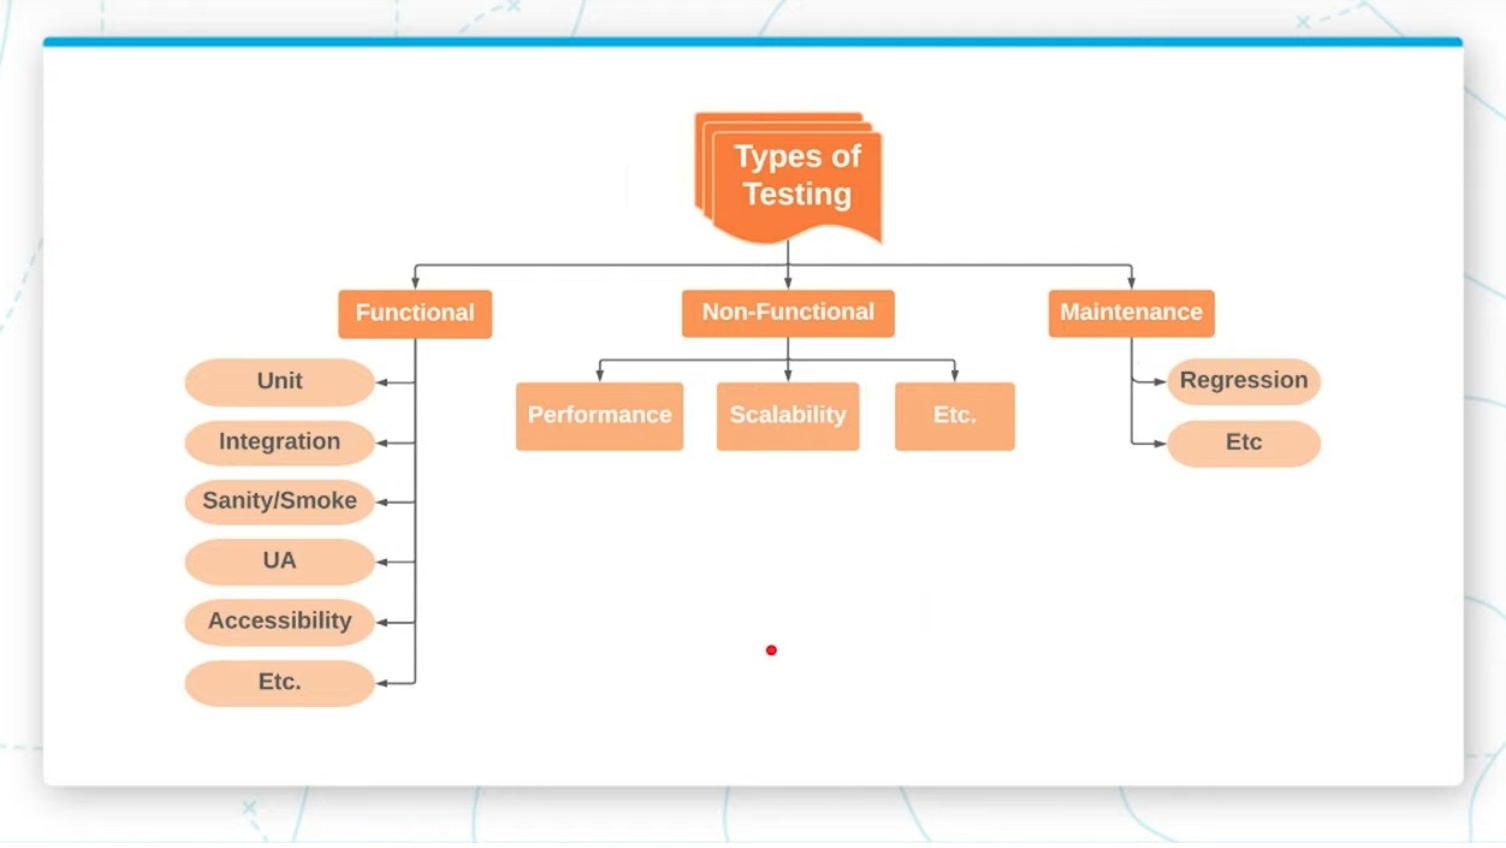 Types of
Testing
Functional
Non-Functional
Maintenance
Unit
Integration
Sanity/Smoke
UA
Accessibility
Etc.
Performance
Scalability
Etc.
Regression
Etc